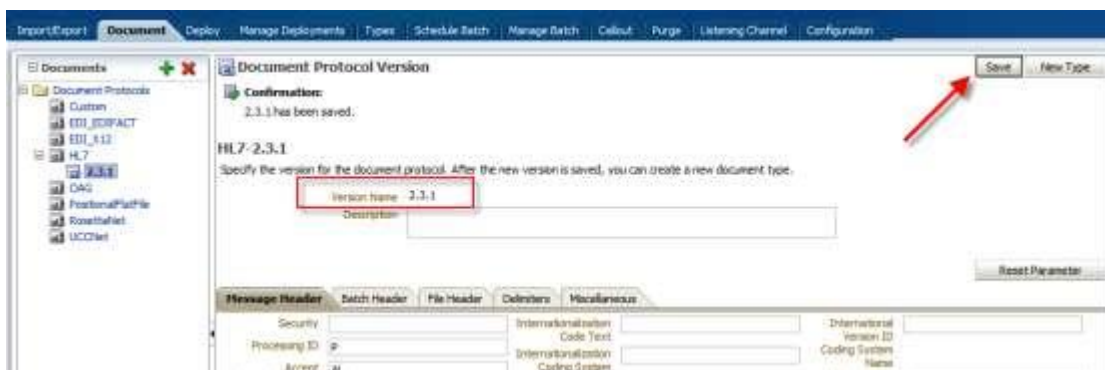 Import/Export Document Deploy Manage Deployments Types Schedule Batch Manage Batch Callout Purge Listening Channel Configuration
Documents
Document Protocols
Custom
EDI_EDIFACT
EDI_X12
HL7
2.3.1
OAG
PositionalFlatFile
RosettaNet
UCCNet
Document Protocol Version
Save New Type
Confirmation:
2.3.1 has been saved.
HL7-2.3.1
Specify the version for the document protocol. After the new version is saved, you can create a new document type.
Version Name 2.3.1
Description
Reset Parameter
Message Header Batch Header File Header Delimiters Miscellaneous
Security
Processing ID P
Accept AL
Internationalization
Code Text
Internationalization
Coding System
International
Version ID
Coding System
Name